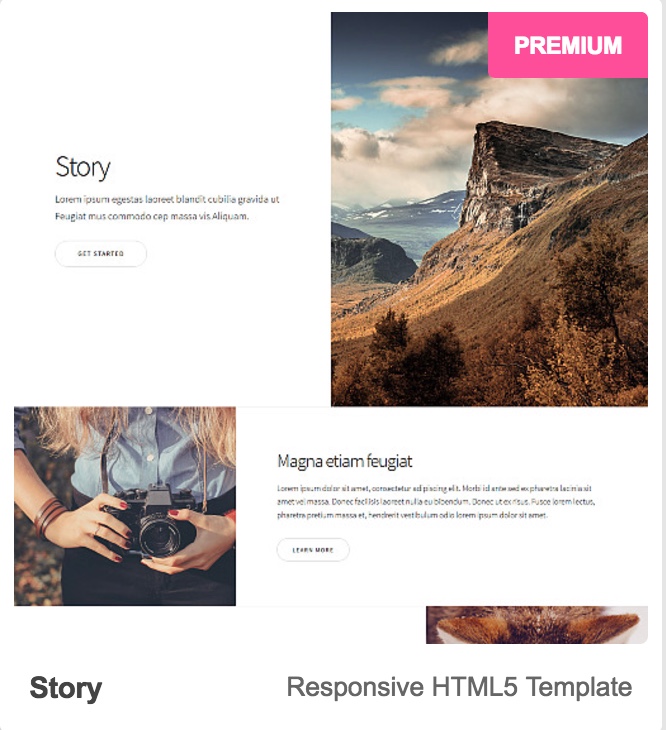 PREMIUM
Story
Lorem ipsum egestas laoreet blandit cubilia gravida ut
Feugiat mus commodo cep massa vis Aliquam.
GET STARTED
Magna etiam feugiat
Lorem ipsum dolor sit amet, consectetur adipiscing elit. Morbi id ante sed ex pharetra lacinia sit
amet vel massa. Donec facilisis laoreet nulla eu bibendum. Donec ut ex risus. Fusce lorem lectus,
pharetra pretium massa et, hendrerit vestibulum odio lorem ipsum dolor sit amet.
LEARN MORE
Story
Responsive HTML5 Template